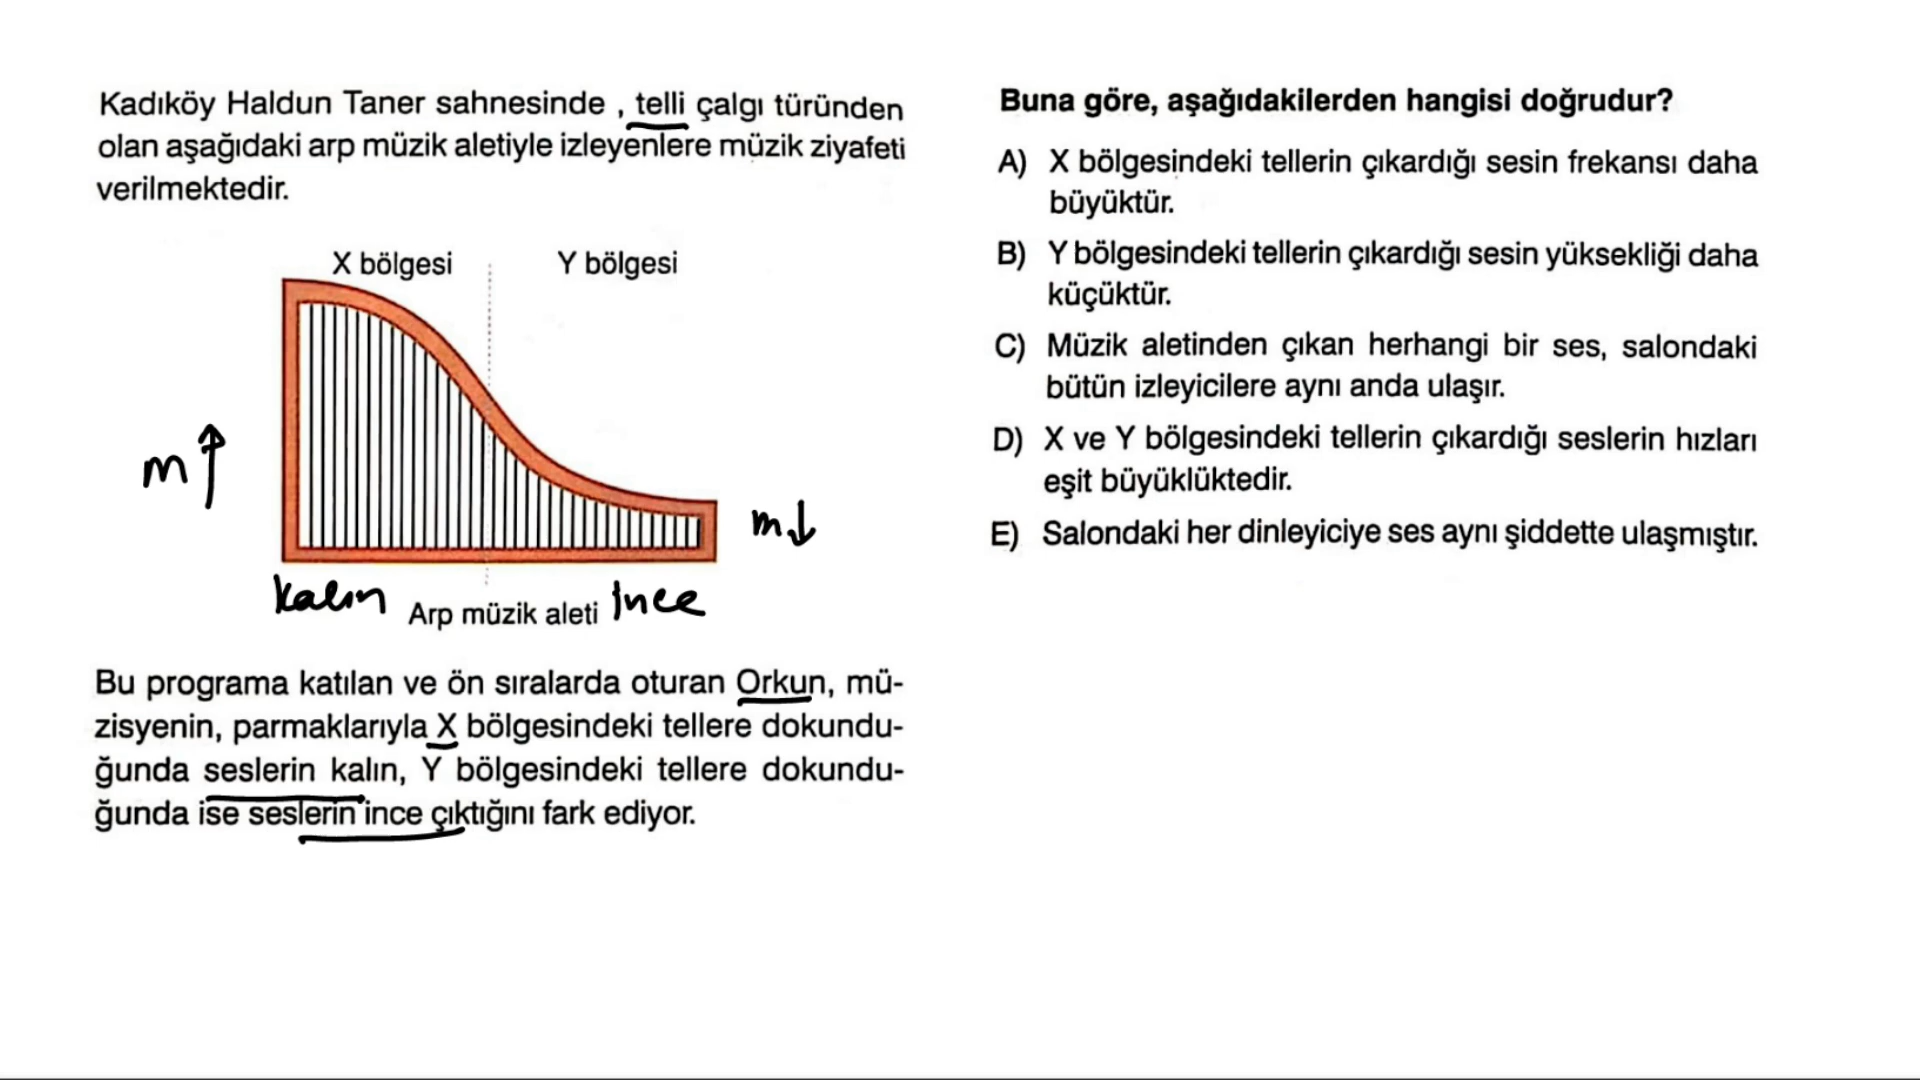 Kadıköy Haldun Taner sahnesinde , telli çalgı türünden
olan aşağıdaki arp müzik aletiyle izleyenlere müzik ziyafeti
verilmektedir.
X bölgesi
Y bölgesi
m↑
m↓
kalın
Arp müzik aleti
İnce
Bu programa katılan ve ön sıralarda oturan Orkun, mü-
zisyenin, parmaklarıyla X bölgesindeki tellere dokundu-
ğunda seslerin kalın, Y bölgesindeki tellere dokundu-
ğunda ise seslerin ince çıktığını fark ediyor.
Buna göre, aşağıdakilerden hangisi doğrudur?
A) X bölgesindeki tellerin çıkardığı sesin frekansı daha
büyüktür.
B) Y bölgesindeki tellerin çıkardığı sesin yüksekliği daha
küçüktür.
C) Müzik aletinden çıkan herhangi bir ses, salondaki
bütün izleyicilere aynı anda ulaşır.
D) X ve Y bölgesindeki tellerin çıkardığı seslerin hızları
eşit büyüklüktedir.
E) Salondaki her dinleyiciye ses aynı şiddette ulaşmıştır.